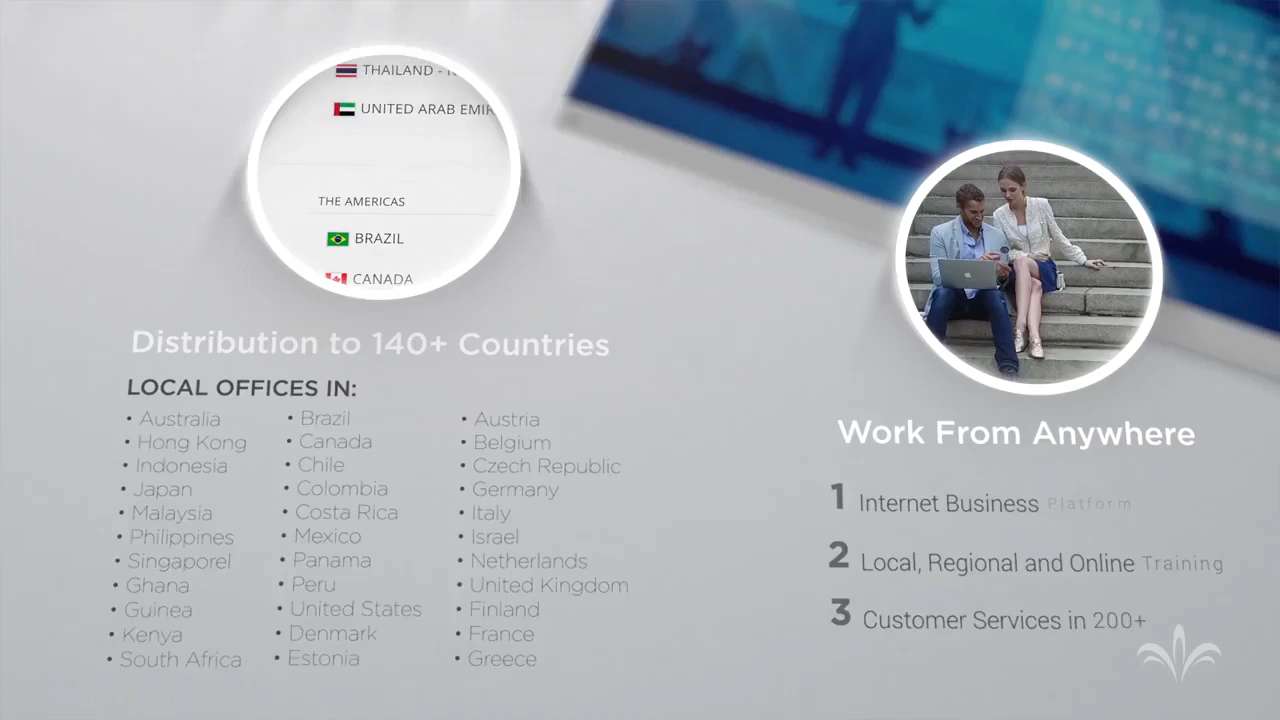 THAILAND -
UNITED ARAB EMIR
THE AMERICAS
BRAZIL
CANADA
Distribution to 140+ Countries
LOCAL OFFICES IN:
• Australia
• Hong Kong
• Indonesia
• Japan
• Malaysia
• Philippines
• Singaporel
• Ghana
• Guinea
• Kenya
• South Africa
• Brazil
• Canada
• Chile
• Colombia
• Costa Rica
• Mexico
• Panama
• Peru
• United States
• Denmark
• Estonia
• Austria
• Belgium
• Czech Republic
• Germany
• Italy
• Israel
• Netherlands
• United Kingdom
• Finland
• France
• Greece
Work From Anywhere
1 Internet Business Platform
2 Local, Regional and Online Training
3 Customer Services in 200+